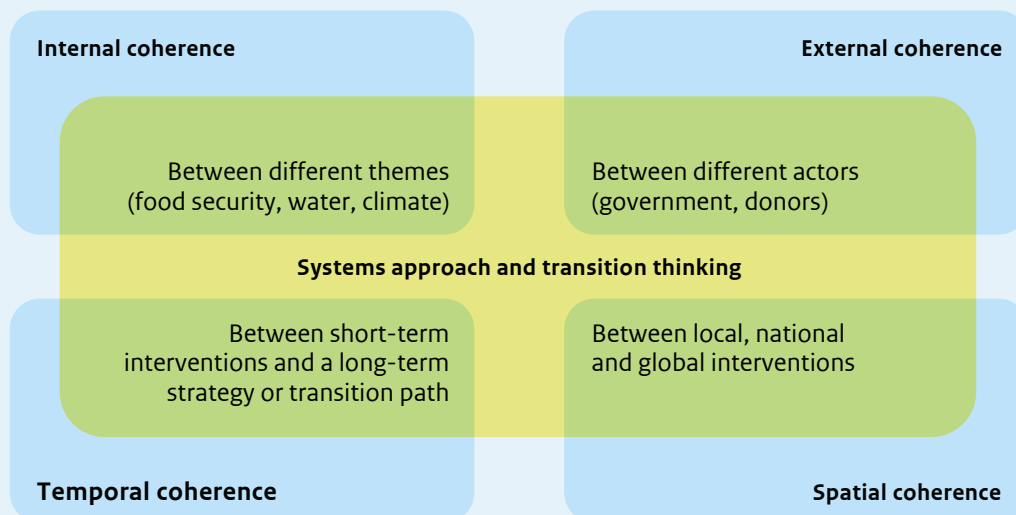 Internal coherence
External coherence
Between different themes
(food security, water, climate)
Between different actors
(government, donors)
Systems approach and transition thinking
Between short-term
interventions and a long-term
strategy or transition path
Between local, national
and global interventions
Temporal coherence
Spatial coherence